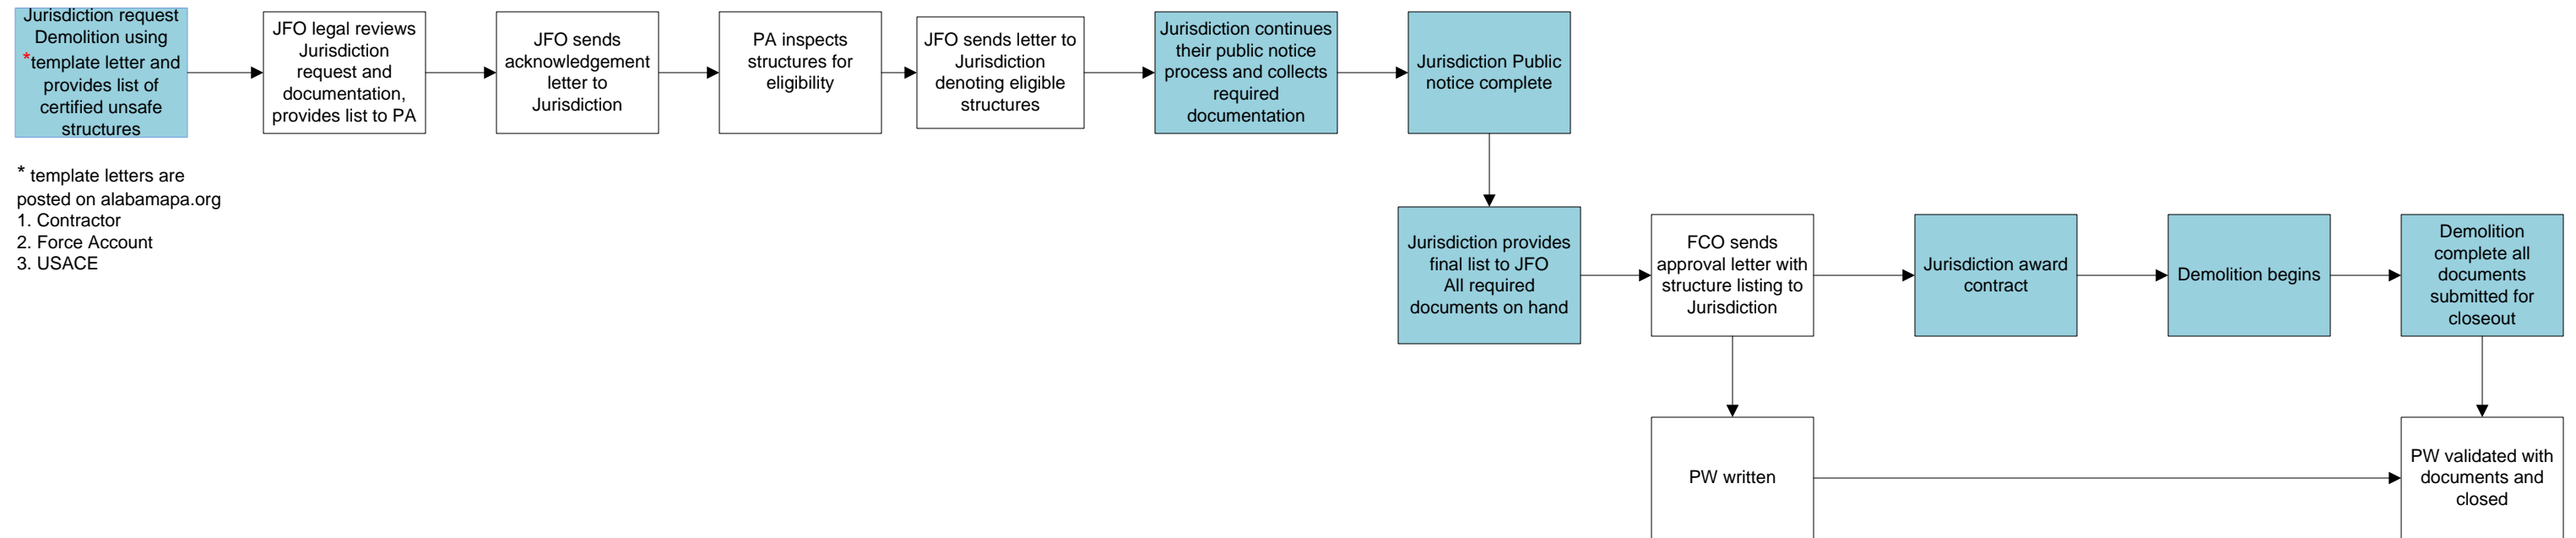 Jurisdiction request
Demolition using
*template letter and
provides list of
certified unsafe
structures
JFO legal reviews
Jurisdiction
request and
documentation,
provides list to PA
JFO sends
acknowledgement
letter to
Jurisdiction
PA inspects
structures for
eligibility
JFO sends letter to
Jurisdiction
denoting eligible
structures
Jurisdiction continues
their public notice
process and collects
required
documentation
Jurisdiction Public
notice complete
* template letters are
posted on alabamapa.org
1. Contractor
2. Force Account
3. USACE
Jurisdiction provides
final list to JFO
All required
documents on hand
FCO sends
approval letter with
structure listing to
Jurisdiction
Jurisdiction award
contract
Demolition begins
Demolition
complete all
documents
submitted for
closeout
PW written
PW validated with
documents and
closed